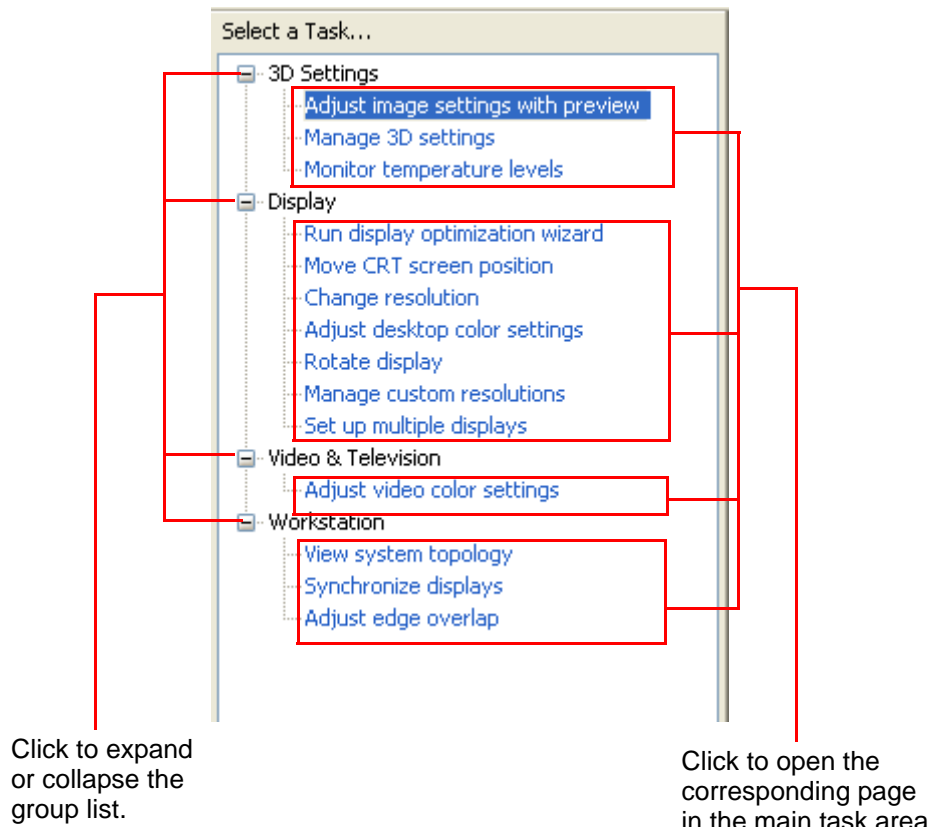 Select a Task...
3D Settings
Adjust image settings with preview
Manage 3D settings
Monitor temperature levels
Display
Run display optimization wizard
Move CRT screen position
Change resolution
Adjust desktop color settings
Rotate display
Manage custom resolutions
Set up multiple displays
Video & Television
Adjust video color settings
Workstation
View system topology
Synchronize displays
Adjust edge overlap
Click to expand
or collapse the
group list.
Click to open the
corresponding page
in the main task area